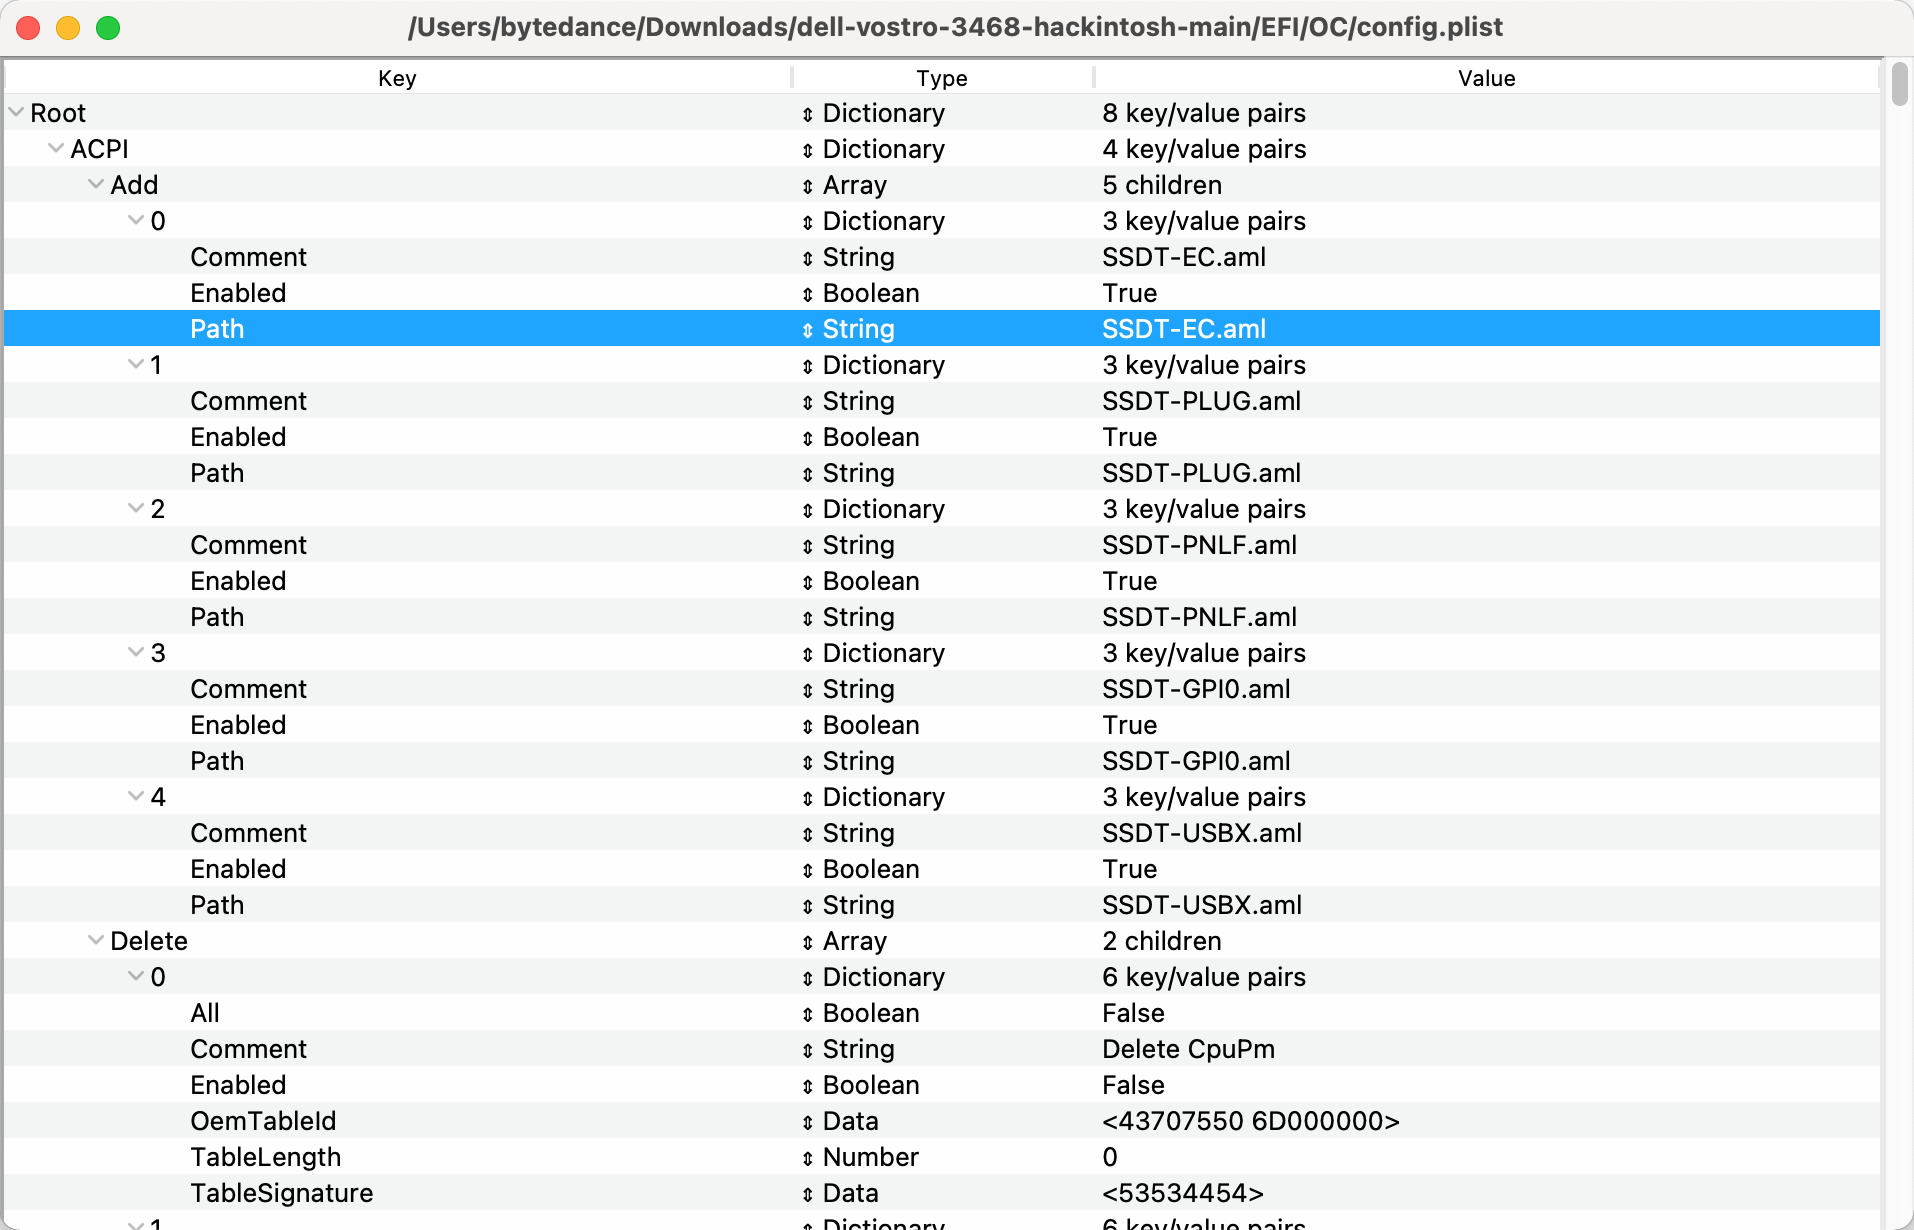 /Users/bytedance/Downloads/dell-vostro-3468-hackintosh-main/EFI/OC/config.plist
Key Type Value
Root Dictionary 8 key/value pairs
ACPI Dictionary 4 key/value pairs
Add Array 5 children
0 Dictionary 3 key/value pairs
Comment String SSDT-EC.aml
Enabled Boolean True
Path String SSDT-EC.aml
1 Dictionary 3 key/value pairs
Comment String SSDT-PLUG.aml
Enabled Boolean True
Path String SSDT-PLUG.aml
2 Dictionary 3 key/value pairs
Comment String SSDT-PNLF.aml
Enabled Boolean True
Path String SSDT-PNLF.aml
3 Dictionary 3 key/value pairs
Comment String SSDT-GPI0.aml
Enabled Boolean True
Path String SSDT-GPI0.aml
4 Dictionary 3 key/value pairs
Comment String SSDT-USBX.aml
Enabled Boolean True
Path String SSDT-USBX.aml
Delete Array 2 children
0 Dictionary 6 key/value pairs
All Boolean False
Comment String Delete CpuPm
Enabled Boolean False
OemTableId Data <43707550 6D000000>
TableLength Number 0
TableSignature Data <53534454>
1 Dictionary 6 key/value pairs